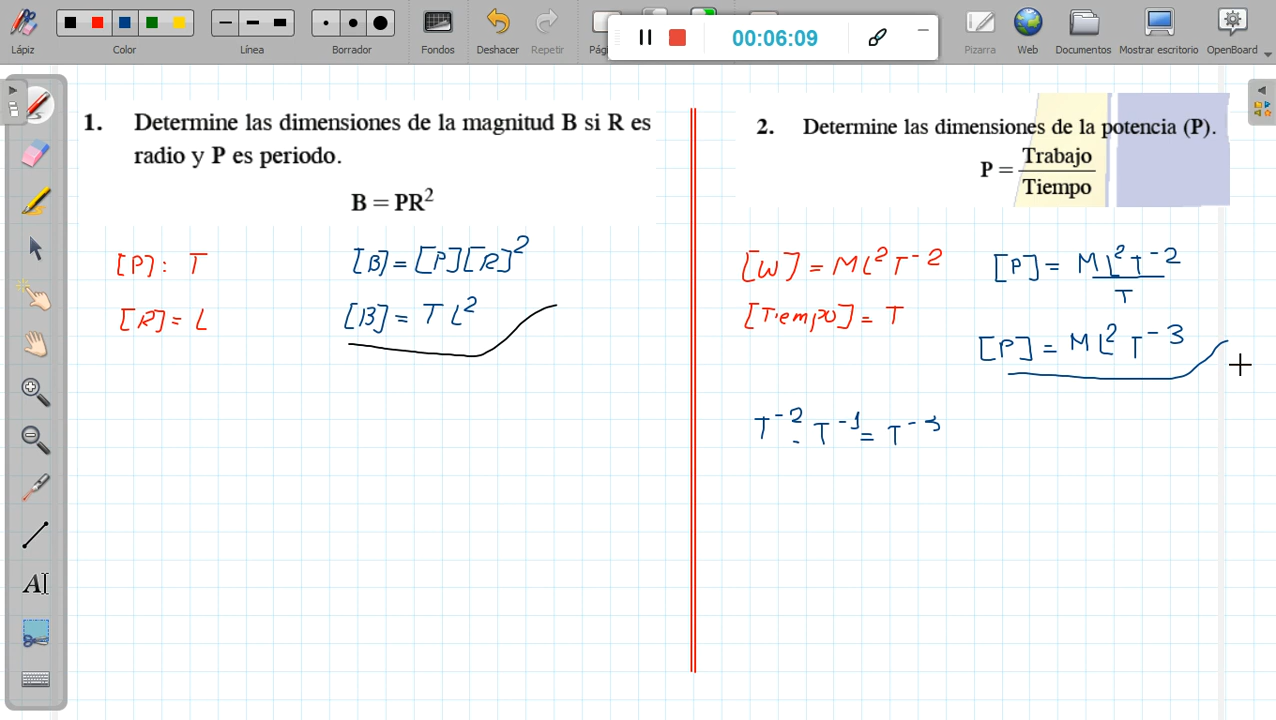 Lápiz
Color
Línea
Borrador
Fondos
Deshacer
Repetir
00:06:09
Pizarra
Web
Documentos
Mostrar escritorio
OpenBoard
1. Determine las dimensiones de la magnitud B si R es
radio y P es periodo.
B = PR²
[P] : T
[R] = L
[B] = [P][R]²
[B] = T L²
2. Determine las dimensiones de la potencia (P).
P = Trabajo
Tiempo
[W] = M L² T⁻²
[Tiempo] = T
[P] = M L² T⁻²
T
[P] = M L² T⁻³
T⁻² · T⁻¹ = T⁻³